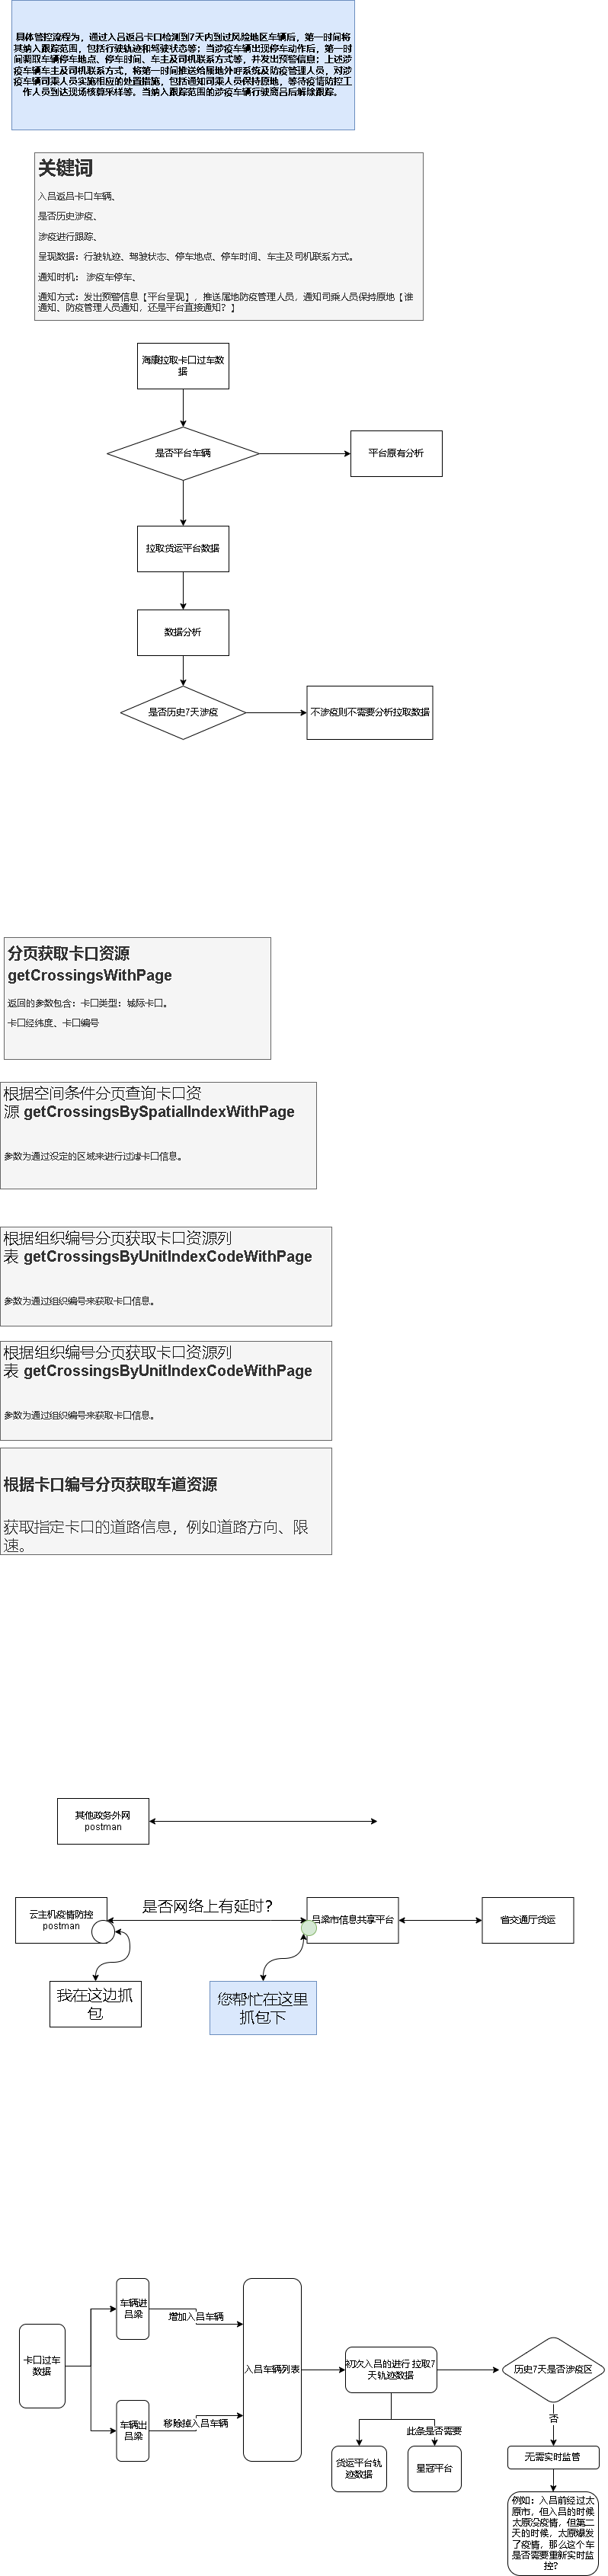 具体管控流程为，通过入吕返吕卡口检测到7天内到过风险地区车辆后，第一时间将
其纳入跟踪范围，包括行驶轨迹和驾驶状态等；当涉疫车辆出现停车动作后，第一时
间需取车辆停车地点、停车时间、车主及司机联系方式等，并发出预警信息；上述涉
疫车辆车主及司机联系方式，将第一时间推送给属地外呼系统及防疫管理人员，对涉
疫车辆司乘人员实施相应的处置措施，包括通知司乘人员保持原地，等待疫情防控工
作人员到达现场核算采样等。当纳入跟踪范围的涉疫车辆行驶离吕后解除跟踪。
关键词
入吕返吕卡口车辆、
是否历史涉疫、
涉疫进行跟踪、
呈现数据：行驶轨迹、驾驶状态、停车地点、停车时间、车主及司机联系方式。
通知时机： 涉疫车停车、
通知方式：发出预警信息【平台呈现】，推送属地防疫管理人员，通知司乘人员保持原地【谁
通知、防疫管理人员通知，还是平台直接通知？】
海康拉取卡口过车数
据
是否平台车辆
平台原有分析
拉取货运平台数据
数据分析
是否历史7天涉疫
不涉疫则不需要分析拉取数据
分页获取卡口资源
getCrossingsWithPage
返回的参数包含：卡口类型：城际卡口。
卡口经纬度、卡口编号
根据空间条件分页查询卡口资
源 getCrossingsBySpatialIndexWithPage
参数为通过设定的区域来进行过滤卡口信息。
根据组织编号分页获取卡口资源列
表 getCrossingsByUnitIndexCodeWithPage
参数为通过组织编号来获取卡口信息。
根据组织编号分页获取卡口资源列
表 getCrossingsByUnitIndexCodeWithPage
参数为通过组织编号来获取卡口信息。
根据卡口编号分页获取车道资源
获取指定卡口的道路信息，例如道路方向、限
速。
其他政务外网
postman
云主机疫情防控
postman
是否网络上有延时？
吕梁市信息共享平台
省交通厅货运
我在这边抓
包
您帮忙在这里
抓包下
卡口过车
数据
车辆进
吕梁
增加入吕车辆
车辆出
吕梁
移除掉入吕车辆
入吕车辆列表
初次入吕的进行 拉取7
天轨迹数据
历史7天是否涉疫区
此条是否需要
否
货运平台轨
迹数据
星冠平台
无需实时监管
例如：入吕前经过太
原市，但入吕的时候
太原没疫情，但第二
天的时候，太原爆发
了疫情，那么这个车
是否需要重新实时监
控？